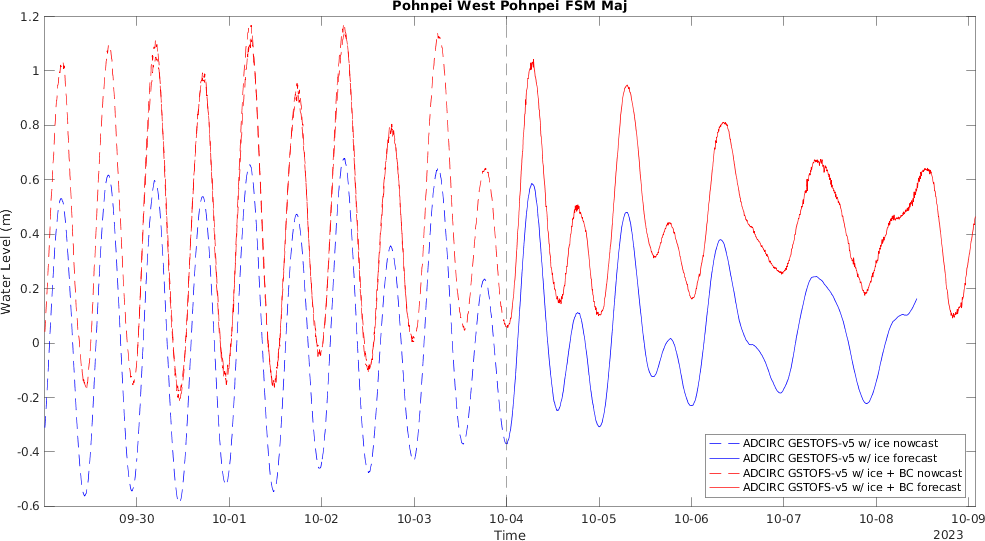 Pohnpei West Pohnpei FSM Maj
1.2
1
0.8
0.6
0.4
0.2
0
-0.2
-0.4
-0.6
Water Level (m)
ADCIRC GESTOFS-v5 w/ ice nowcast
ADCIRC GESTOFS-v5 w/ ice forecast
ADCIRC GSTOFS-v5 w/ ice + BC nowcast
ADCIRC GESTOFS-v5 w/ ice + BC forecast
09-30 10-01 10-02 10-03 10-04 10-05 10-06 10-07 10-08 10-09
Time
2023